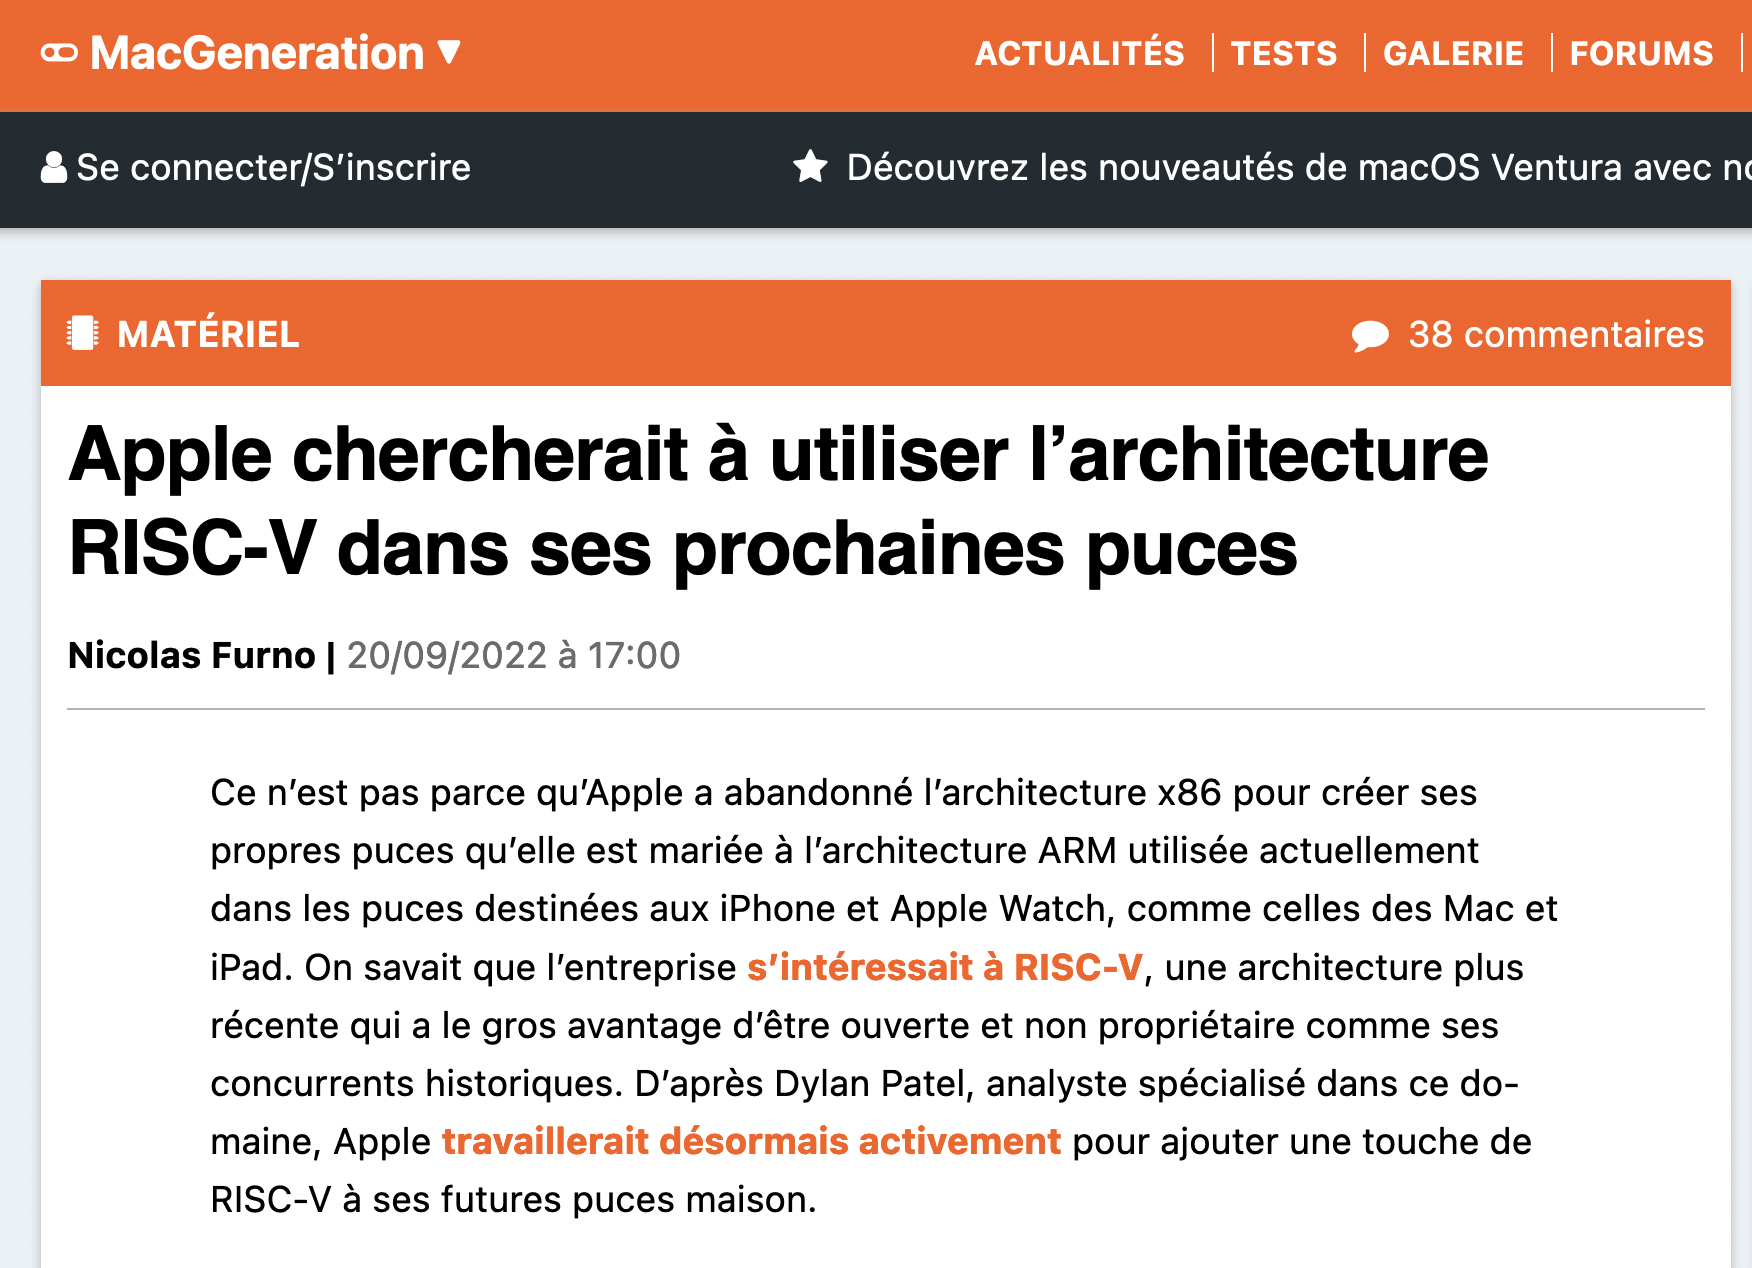 MacGeneration ▼
ACTUALITÉS | TESTS | GALERIE | FORUMS |
Se connecter/S’inscrire
★ Découvrez les nouveautés de macOS Ventura avec
MATÉRIEL
38 commentaires
Apple chercherait à utiliser l’architecture
RISC-V dans ses prochaines puces
Nicolas Furno | 20/09/2022 à 17:00
Ce n’est pas parce qu’Apple a abandonné l’architecture x86 pour créer ses
propres puces qu’elle est mariée à l’architecture ARM utilisée actuellement
dans les puces destinées aux iPhone et Apple Watch, comme celles des Mac et
iPad. On savait que l’entreprise s’intéressait à RISC-V, une architecture plus
récente qui a le gros avantage d’être ouverte et non propriétaire comme ses
concurrents historiques. D’après Dylan Patel, analyste spécialisé dans ce do-
maine, Apple travaillerait désormais activement pour ajouter une touche de
RISC-V à ses futures puces maison.